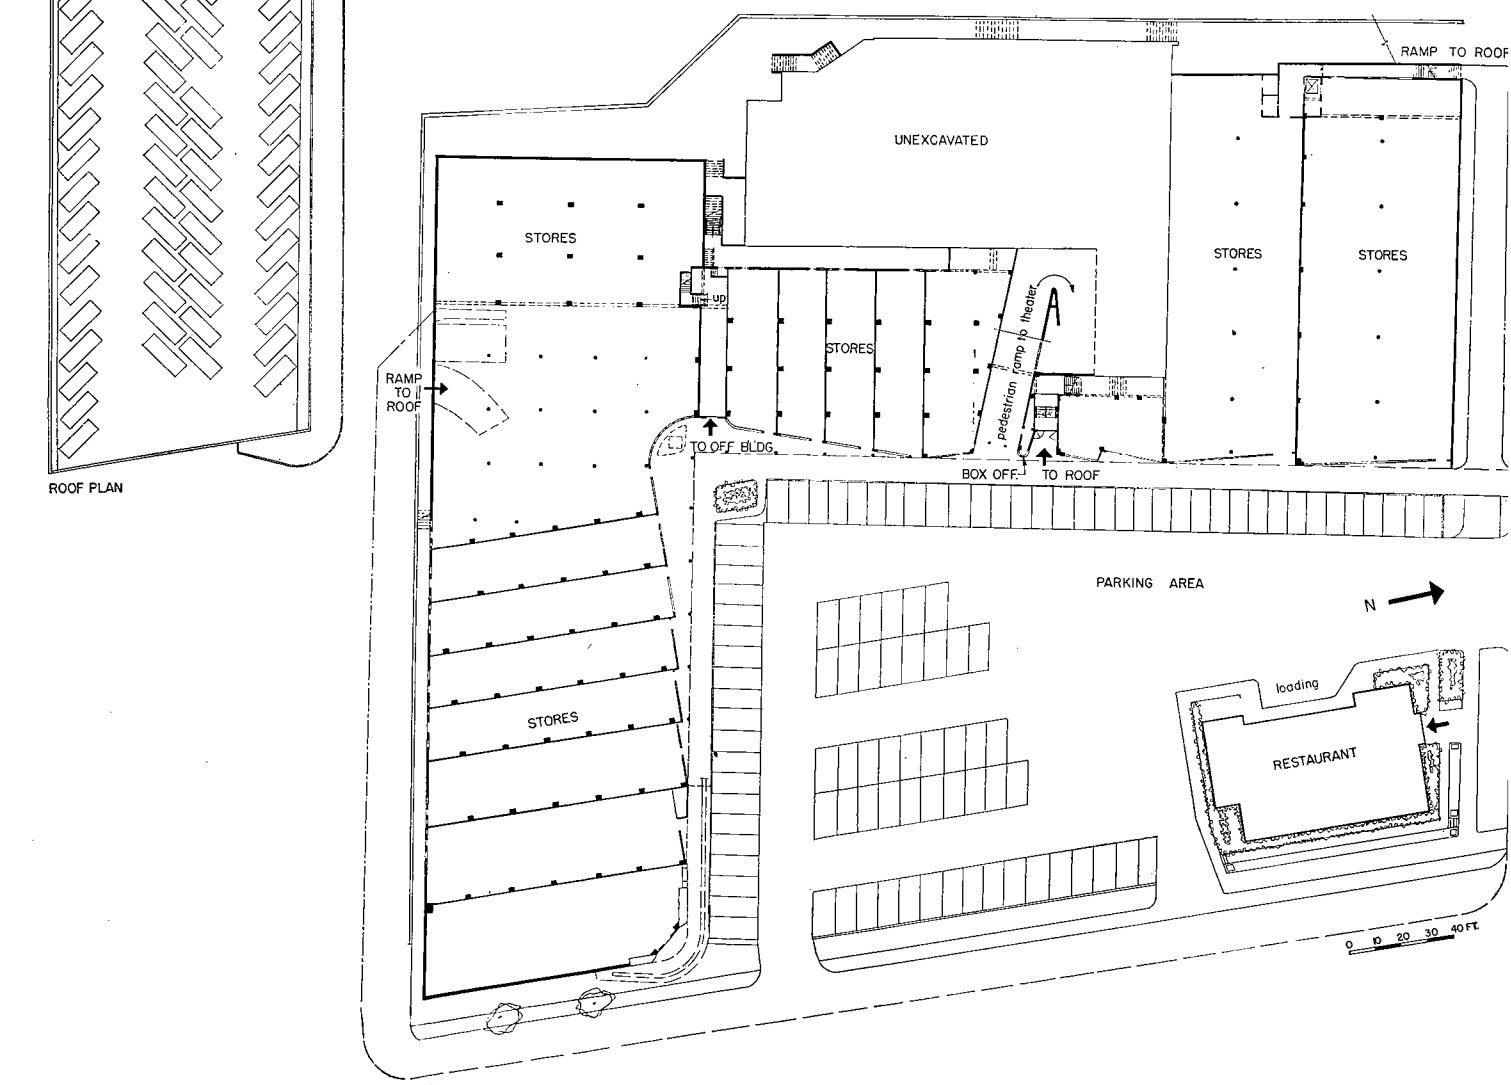 RAMP TO ROOF
UNEXCAVATED
STORES
STORES
STORES
up
pedestrian ramp to theater
STORES
RAMP
TO
ROOF
TO OFF BLDG.
BOX OFF.
TO ROOF
ROOF PLAN
PARKING AREA
N
loading
STORES
RESTAURANT
0 10 20 30 40 FT.